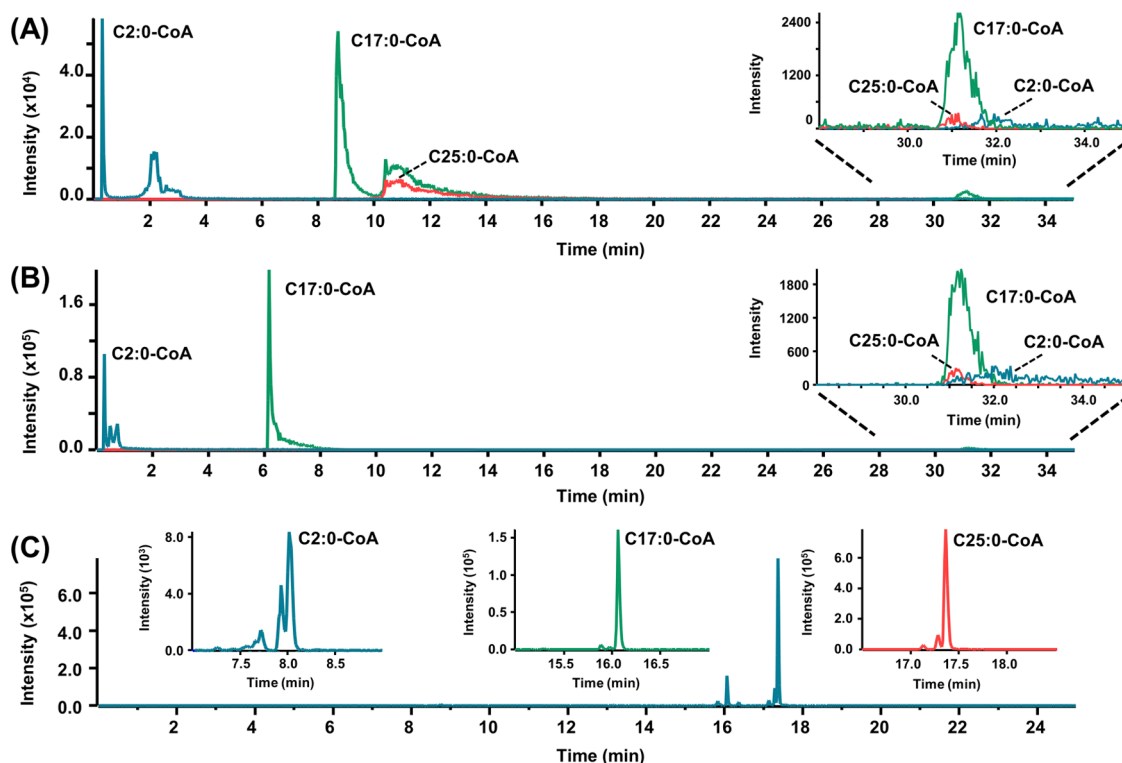 (A)
C2:0-CoA
C17:0-CoA
C25:0-CoA
Intensity (x10⁴)
4.0
2.0
0.0
2 4 6 8 10 12 14 16 18 20 22 24 26 28 30 32 34
Time (min)
Intensity
2400
1200
0
C17:0-CoA
C25:0-CoA
C2:0-CoA
30.0 32.0 34.0
Time (min)
(B)
C2:0-CoA
C17:0-CoA
Intensity (x10⁵)
1.6
0.8
0.0
2 4 6 8 10 12 14 16 18 20 22 24 26 28 30 32 34
Time (min)
Intensity
1800
600
0
C17:0-CoA
C25:0-CoA
C2:0-CoA
30.0 32.0 34.0
Time (min)
(C)
Intensity (x10⁵)
6.0
4.0
2.0
0.0
2 4 6 8 10 12 14 16 18 20 22 24
Time (min)
C2:0-CoA
Intensity (10³)
8.0
4.0
0.0
7.5 8.0 8.5
Time (min)
C17:0-CoA
Intensity (10⁵)
1.5
1.0
0.5
0.0
15.5 16.0 16.5
Time (min)
C25:0-CoA
Intensity (10⁵)
6.0
4.0
2.0
0.0
17.0 17.5 18.0
Time (min)